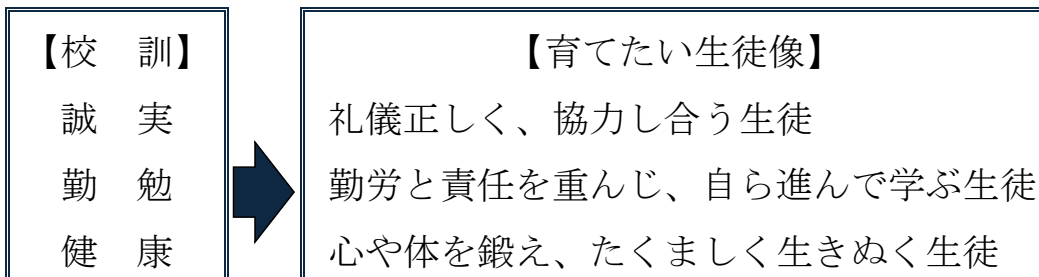 【校　訓】
誠　実
勤　勉
健　康
【育てたい生徒像】
礼儀正しく、協力し合う生徒
勤労と責任を重んじ、自ら進んで学ぶ生徒
心や体を鍛え、たくましく生きぬく生徒